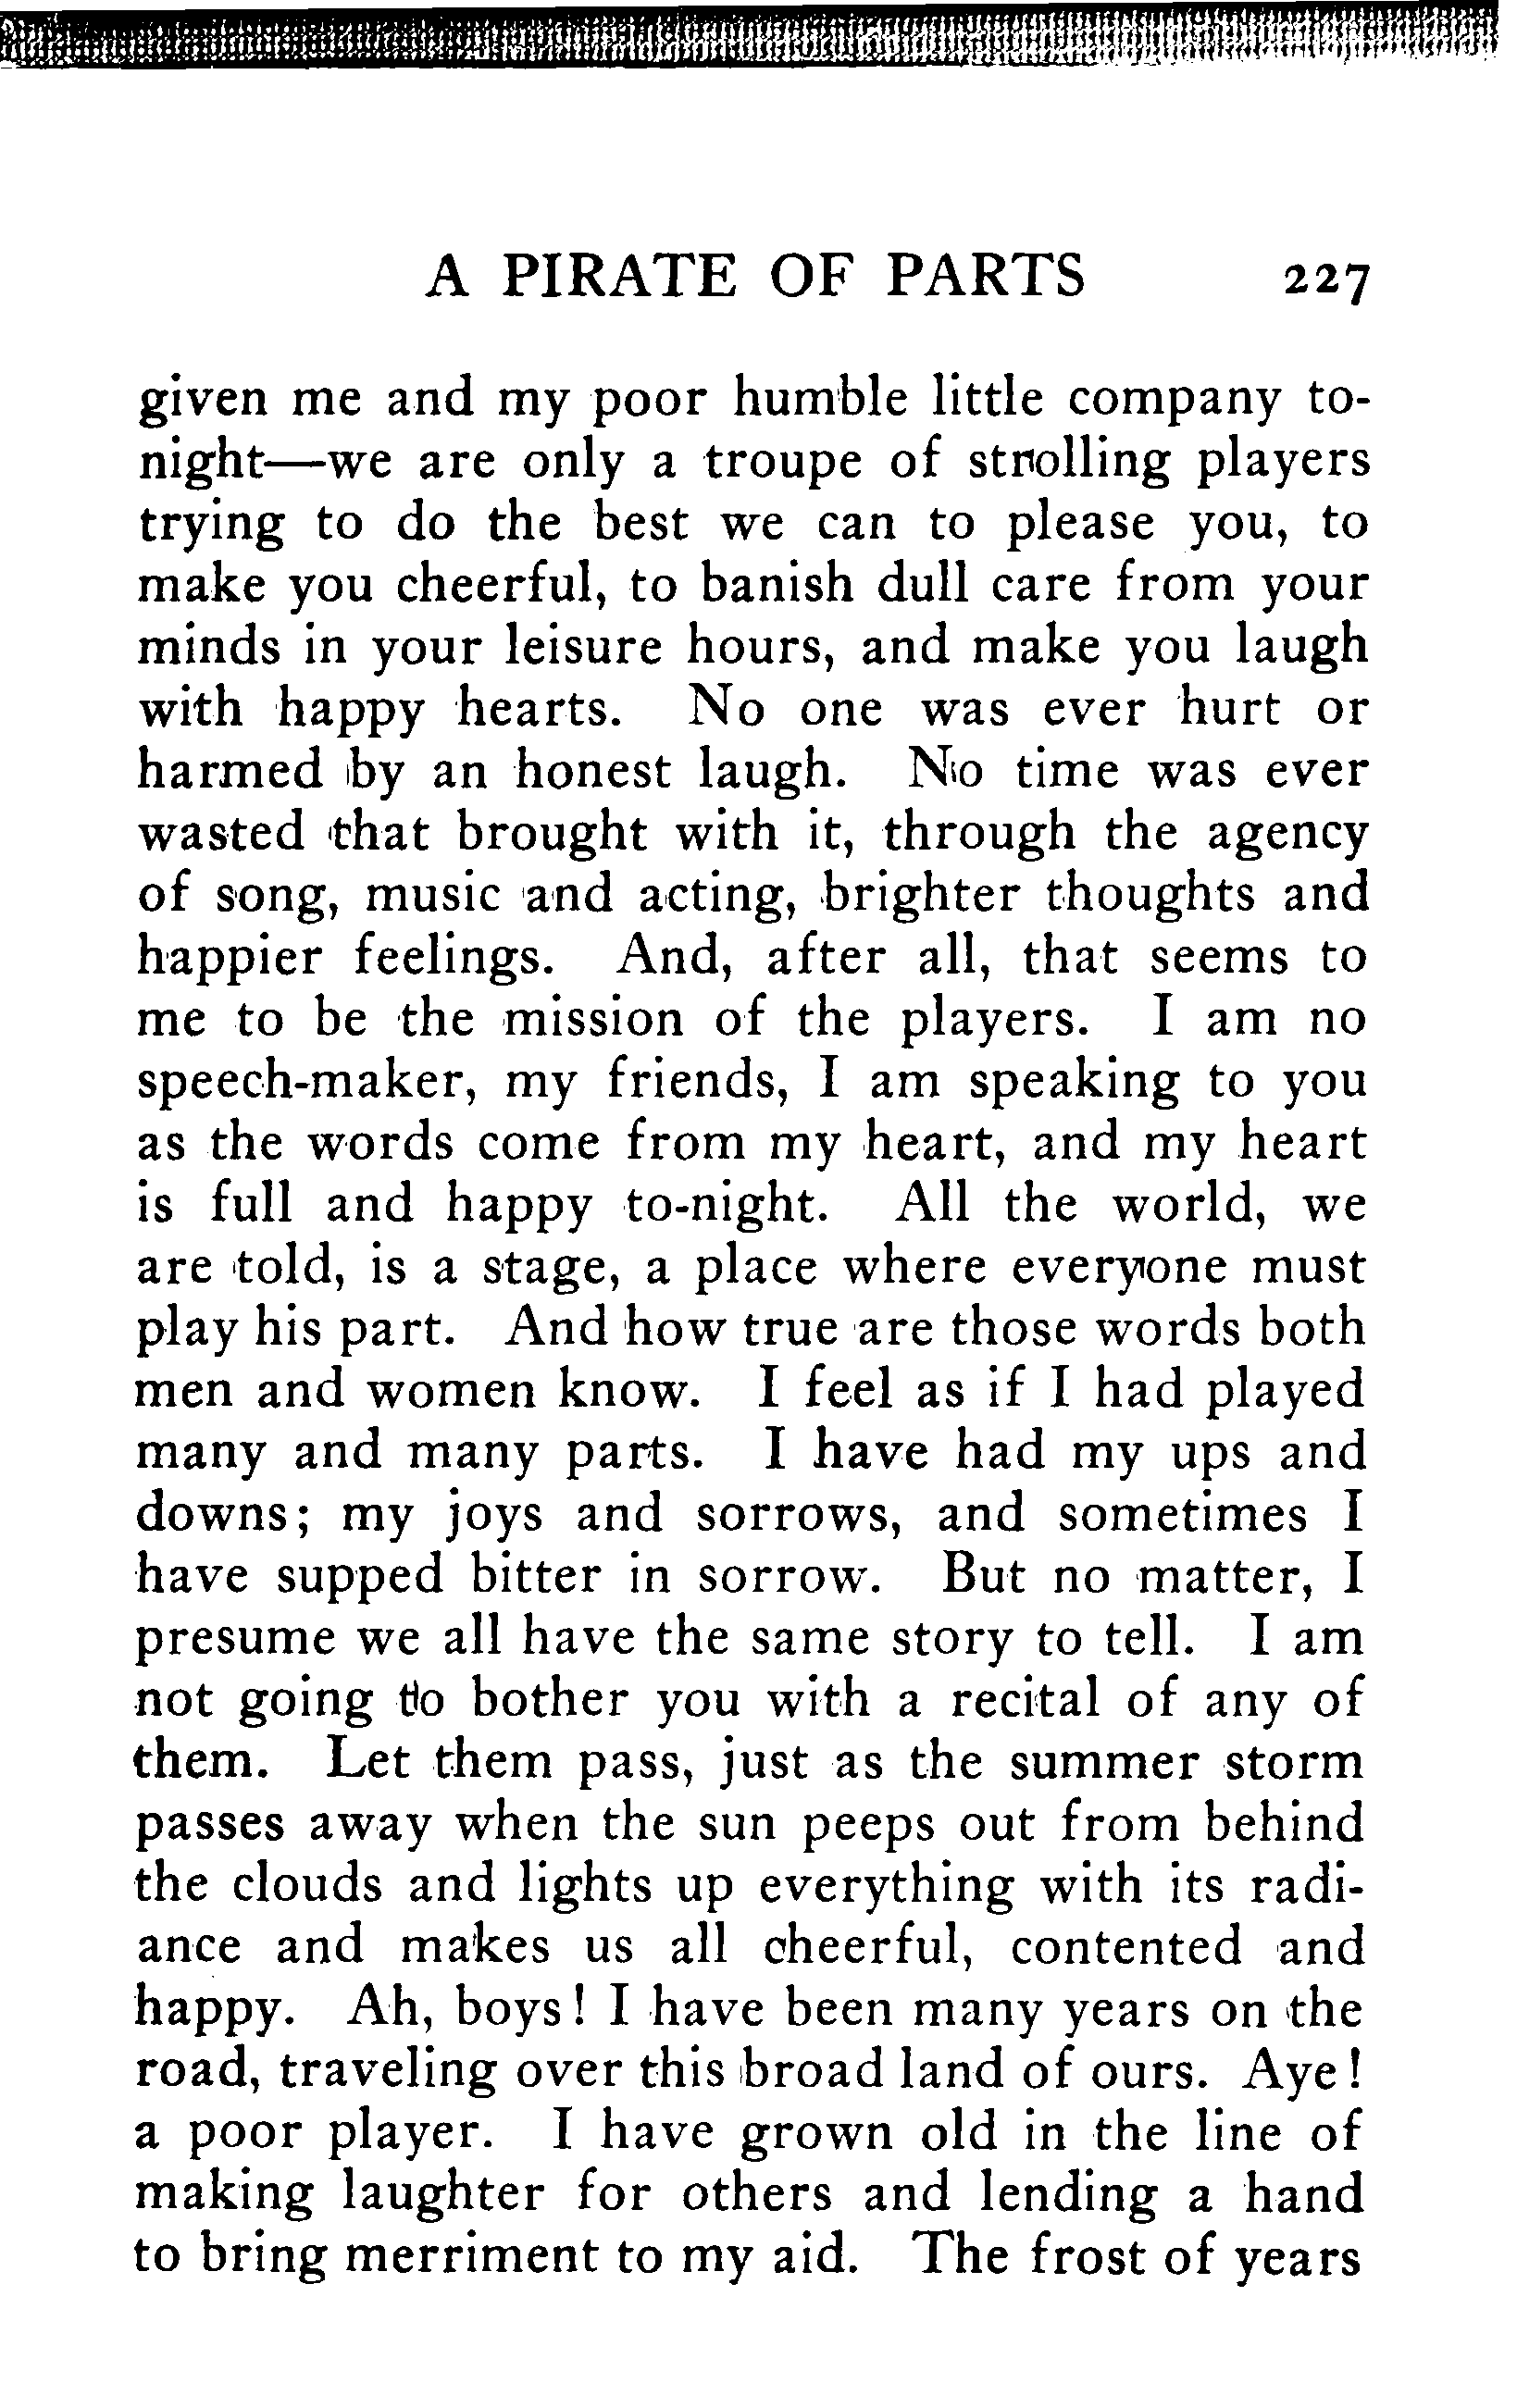 A PIRATE OF PARTS 227
given me and my poor humble little company to-
night—we are only a troupe of strolling players
trying to do the best we can to please you, to
make you cheerful, to banish dull care from your
minds in your leisure hours, and make you laugh
with happy hearts. No one was ever hurt or
harmed by an honest laugh. No time was ever
wasted that brought with it, through the agency
of song, music and acting, brighter thoughts and
happier feelings. And, after all, that seems to
me to be the mission of the players. I am no
speech-maker, my friends, I am speaking to you
as the words come from my heart, and my heart
is full and happy to-night. All the world, we
are told, is a stage, a place where everyone must
play his part. And how true are those words both
men and women know. I feel as if I had played
many and many parts. I have had my ups and
downs; my joys and sorrows, and sometimes I
have supped bitter in sorrow. But no matter, I
presume we all have the same story to tell. I am
not going to bother you with a recital of any of
them. Let them pass, just as the summer storm
passes away when the sun peeps out from behind
the clouds and lights up everything with its radi-
ance and makes us all cheerful, contented and
happy. Ah, boys! I have been many years on the
road, traveling over this broad land of ours. Aye!
a poor player. I have grown old in the line of
making laughter for others and lending a hand
to bring merriment to my aid. The frost of years